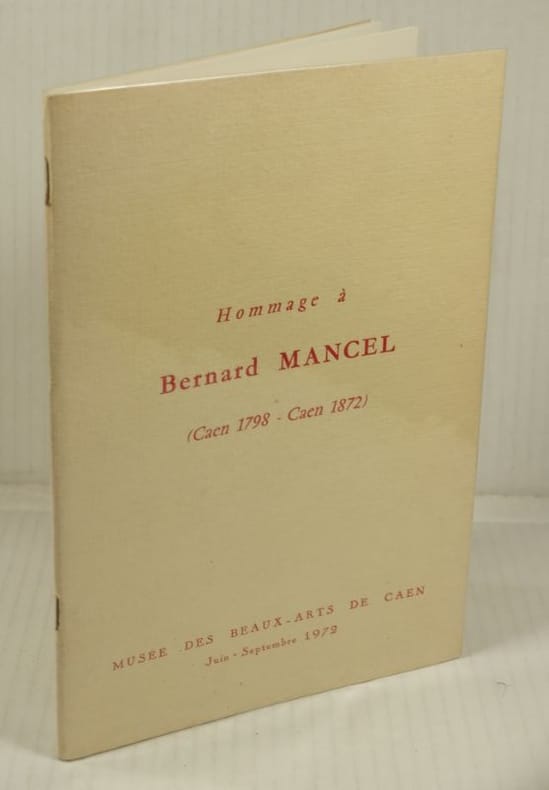 Hommage à
Bernard MANCEL
(Caen 1798 - Caen 1872)
MUSEE DES BEAUX-ARTS DE CAEN
Juin - Septembre 1972